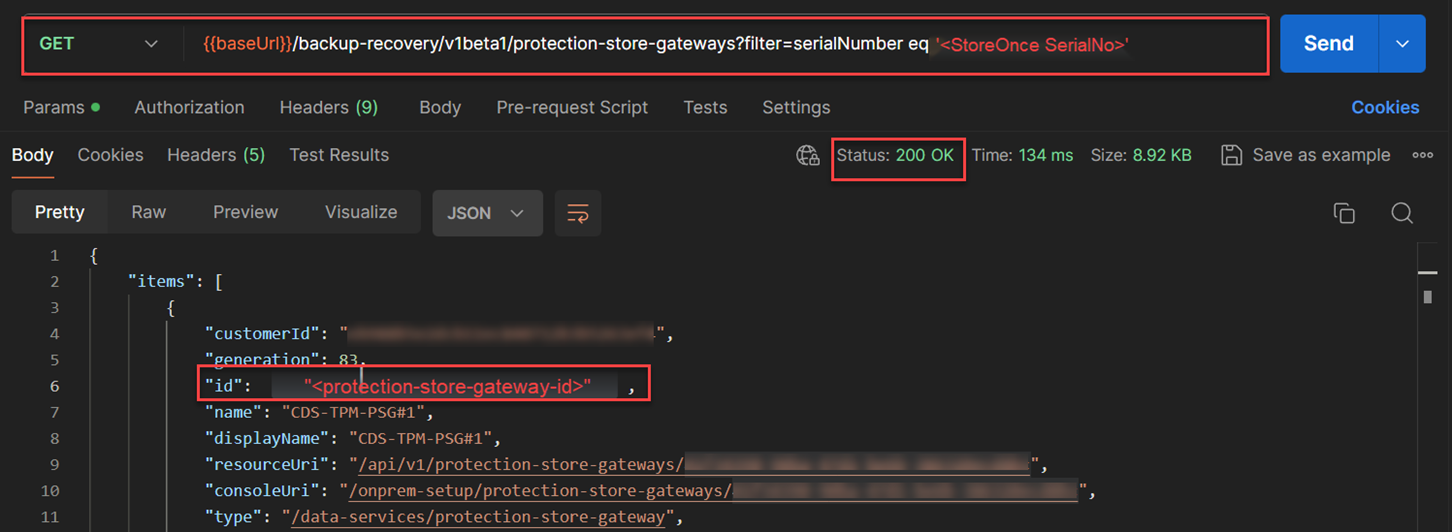 GET {{baseUrl}}/backup-recovery/v1beta1/protection-store-gateways?filter=serialNumber eq '<StoreOnce SerialNo>' Send
Params Authorization Headers (9) Body Pre-request Script Tests Settings Cookies
Body Cookies Headers (5) Test Results Status: 200 OK Time: 134 ms Size: 8.92 KB Save as example
Pretty Raw Preview Visualize JSON
1 {
2 "items": [
3 {
4 "customerId": "",
5 "generation": 83,
6 "id": "<protection-store-gateway-id>" ,
7 "name": "CDS-TPM-PSG#1",
8 "displayName": "CDS-TPM-PSG#1",
9 "resourceUri": "/api/v1/protection-store-gateways/",
10 "consoleUri": "/onprem-setup/protection-store-gateways/",
11 "type": "/data-services/protection-store-gateway",